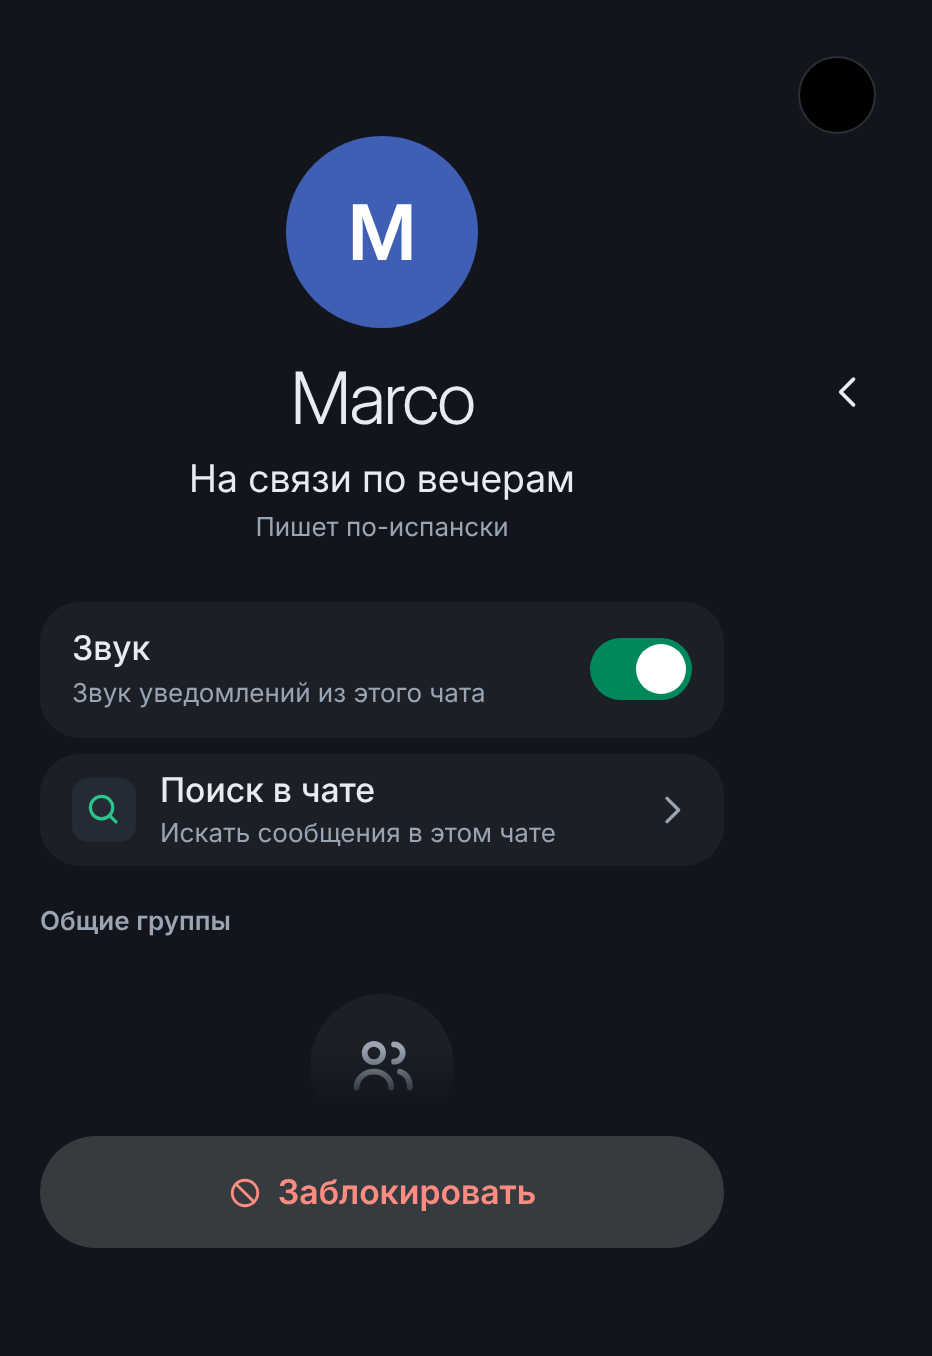 M
Marco
На связи по вечерам
Пишет по-испански
Звук
Звук уведомлений из этого чата
Поиск в чате
Искать сообщения в этом чате
Общие группы
Заблокировать